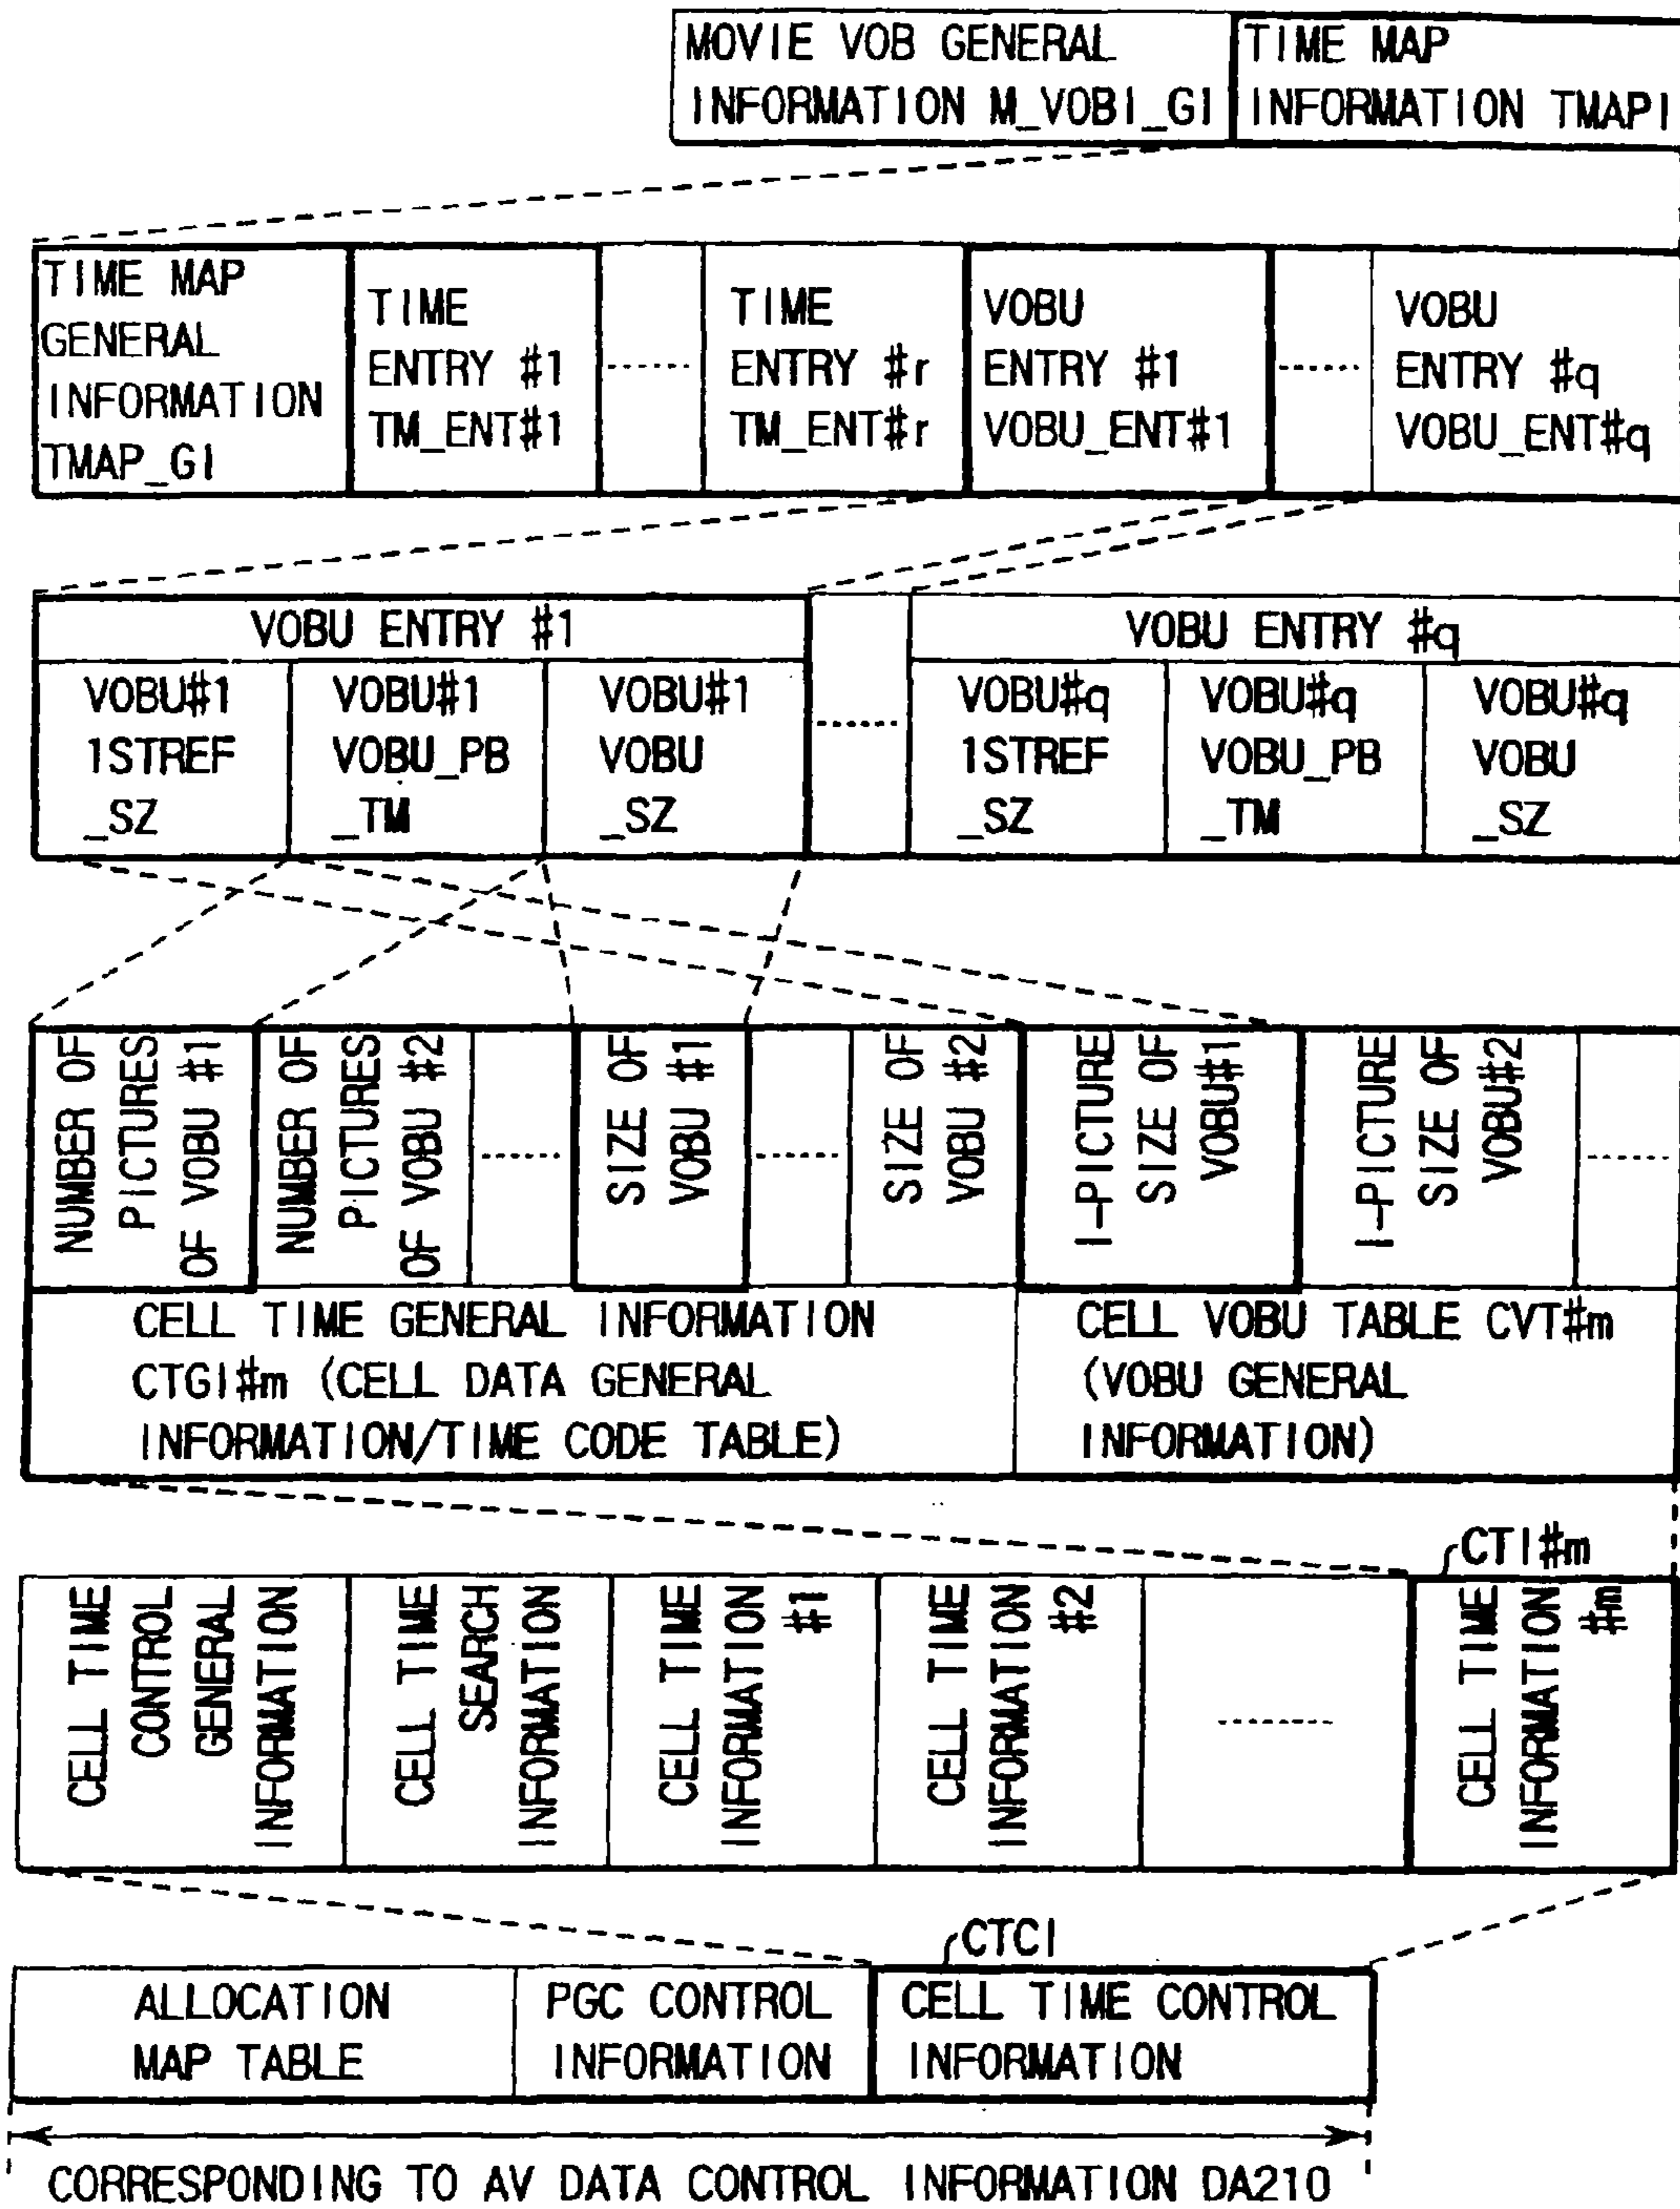 MOVIE VOB GENERAL
INFORMATION M_VOBI_GI
TIME MAP
INFORMATION TMAPI
TIME MAP
GENERAL
INFORMATION
TMAP_GI
TIME
ENTRY #1
TM_ENT#1
TIME
ENTRY #r
TM_ENT#r
VOBU
ENTRY #1
VOBU_ENT#1
VOBU
ENTRY #q
VOBU_ENT#q
VOBU ENTRY #1
VOBU#1
1STREF
_SZ
VOBU#1
VOBU_PB
_TM
VOBU#1
VOBU
_SZ
VOBU ENTRY #q
VOBU#q
1STREF
_SZ
VOBU#q
VOBU_PB
_TM
VOBU#q
VOBU
_SZ
NUMBER OF
PICTURES
OF VOBU #1
NUMBER OF
PICTURES
OF VOBU #2
SIZE OF
VOBU #1
SIZE OF
VOBU #2
I-PICTURE
SIZE OF
VOBU#1
I-PICTURE
SIZE OF
VOBU#2
CELL TIME GENERAL INFORMATION
CTGI#m (CELL DATA GENERAL
INFORMATION/TIME CODE TABLE)
CELL VOBU TABLE CVT#m
(VOBU GENERAL
INFORMATION)
CTI#m
CELL TIME
CONTROL
GENERAL
INFORMATION
CELL TIME
SEARCH
INFORMATION
CELL TIME
INFORMATION
#1
CELL TIME
INFORMATION
#2
CELL TIME
INFORMATION
#m
CTCI
ALLOCATION
MAP TABLE
PGC CONTROL
INFORMATION
CELL TIME CONTROL
INFORMATION
CORRESPONDING TO AV DATA CONTROL INFORMATION DA210